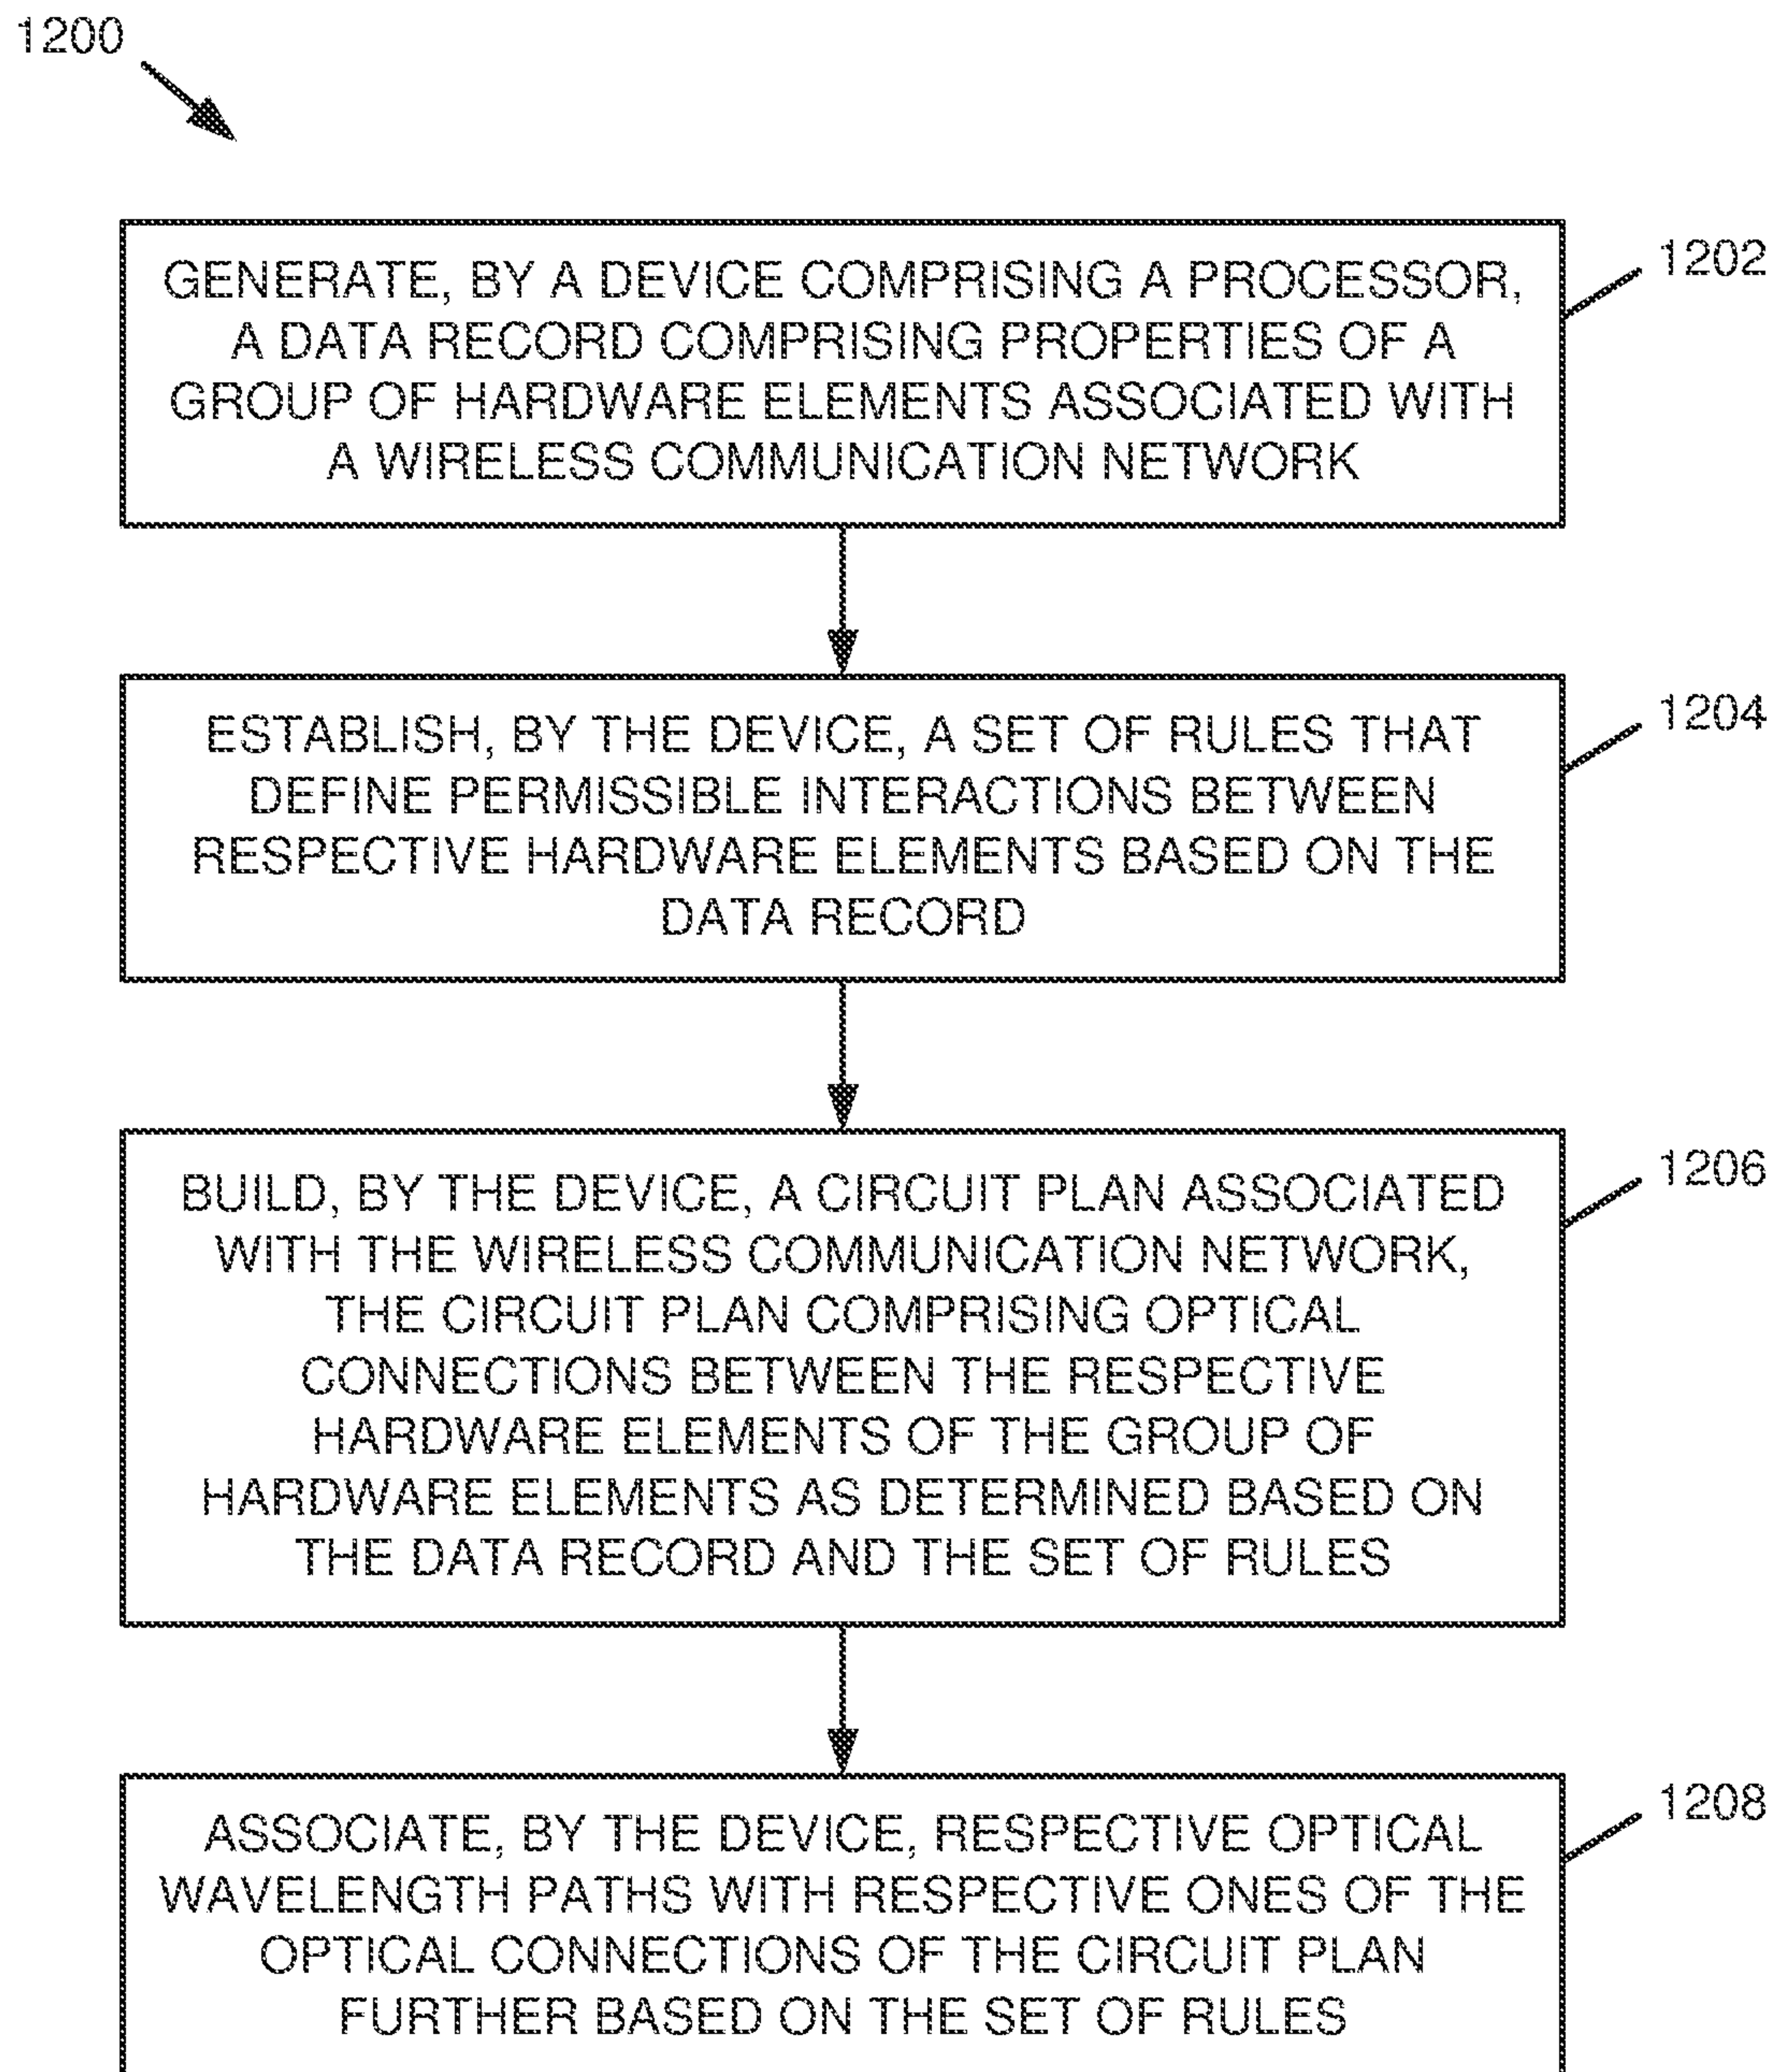 1200
GENERATE, BY A DEVICE COMPRISING A PROCESSOR,
A DATA RECORD COMPRISING PROPERTIES OF A
GROUP OF HARDWARE ELEMENTS ASSOCIATED WITH
A WIRELESS COMMUNICATION NETWORK
1202
ESTABLISH, BY THE DEVICE, A SET OF RULES THAT
DEFINE PERMISSIBLE INTERACTIONS BETWEEN
RESPECTIVE HARDWARE ELEMENTS BASED ON THE
DATA RECORD
1204
BUILD, BY THE DEVICE, A CIRCUIT PLAN ASSOCIATED
WITH THE WIRELESS COMMUNICATION NETWORK,
THE CIRCUIT PLAN COMPRISING OPTICAL
CONNECTIONS BETWEEN THE RESPECTIVE
HARDWARE ELEMENTS OF THE GROUP OF
HARDWARE ELEMENTS AS DETERMINED BASED ON
THE DATA RECORD AND THE SET OF RULES
1206
ASSOCIATE, BY THE DEVICE, RESPECTIVE OPTICAL
WAVELENGTH PATHS WITH RESPECTIVE ONES OF THE
OPTICAL CONNECTIONS OF THE CIRCUIT PLAN
FURTHER BASED ON THE SET OF RULES
1208